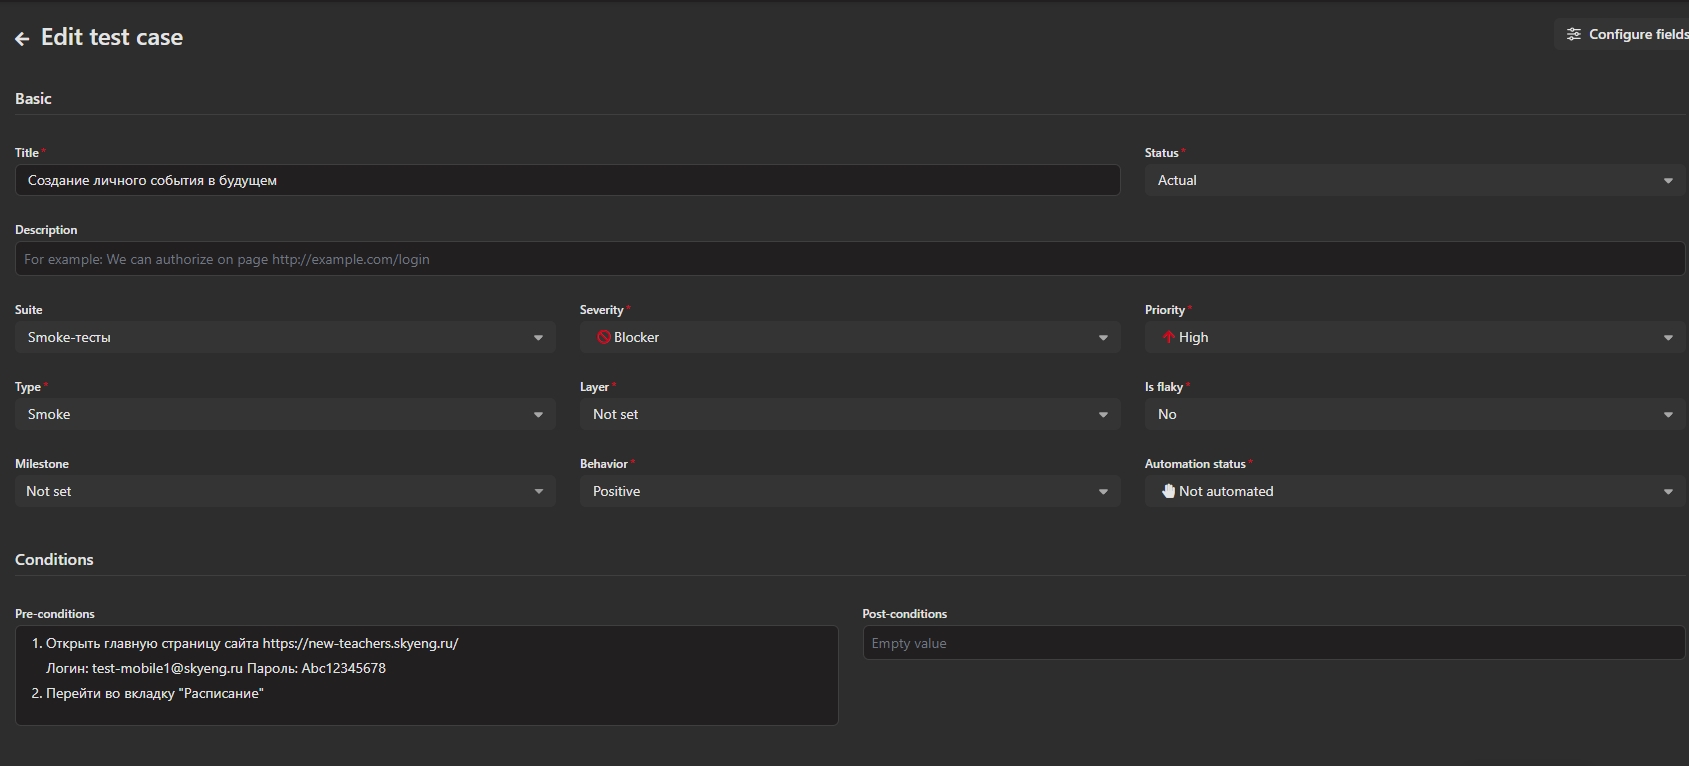 Edit test case
Configure fields
Basic
Title*
Status*
Создание личного события в будущем
Actual
Description
For example: We can authorize on page http://example.com/login
Suite
Severity*
Priority*
Smoke-тесты
Blocker
High
Type*
Layer*
Is flaky*
Smoke
Not set
No
Milestone
Behavior*
Automation status*
Not set
Positive
Not automated
Conditions
Pre-conditions
Post-conditions
1. Открыть главную страницу сайта https://new-teachers.skyeng.ru/
Логин: test-mobile1@skyeng.ru Пароль: Abc12345678
2. Перейти во вкладку "Расписание"
Empty value